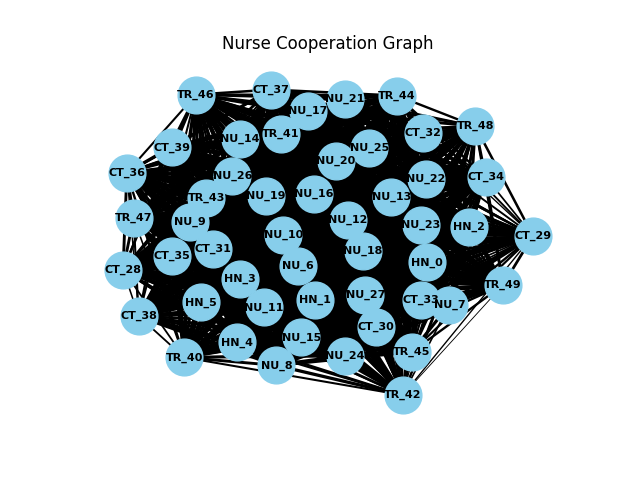 Nurse Cooperation Graph
CT_37
TR_46
TR_44
NU_21
NU_17
TR_48
CT_32
TR_41
NU_14
CT_39
NU_25
NU_20
CT_36
NU_26
CT_34
NU_22
NU_16
NU_19
NU_13
TR_43
TR_47
NU_9
NU_12
NU_23
HN_2
NU_10
CT_29
CT_31
NU_18
CT_35
HN_0
NU_6
CT_28
HN_3
TR_49
NU_27
HN_1
CT_33
HN_5
NU_7
NU_11
CT_38
CT_30
NU_15
HN_4
TR_45
NU_24
TR_40
NU_8
TR_42